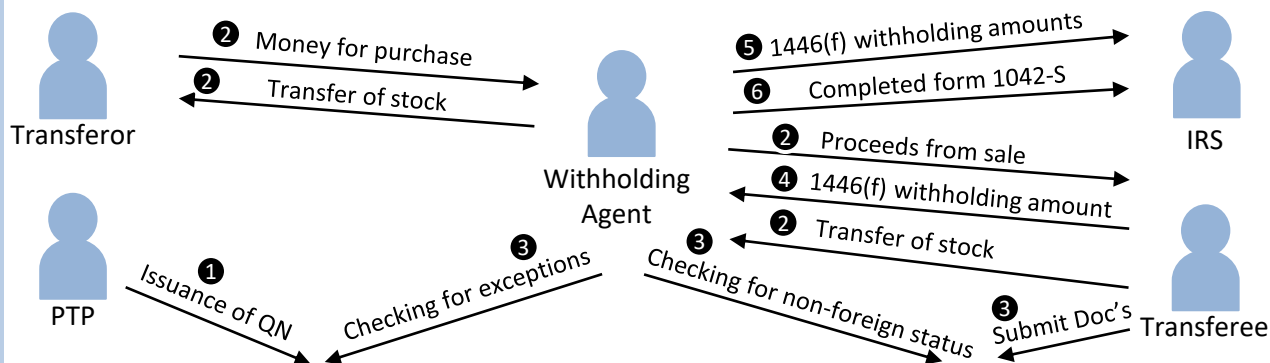 ❷ Money for purchase
❷ Transfer of stock
Transferor
Withholding
Agent
❺ 1446(f) withholding amounts
❻ Completed form 1042-S
IRS
❷ Proceeds from sale
❹ 1446(f) withholding amount
❷ Transfer of stock
PTP
❶ Issuance of QN
❸ Checking for exceptions
❸ Checking for non-foreign status
❸ Submit Doc's
Transferee